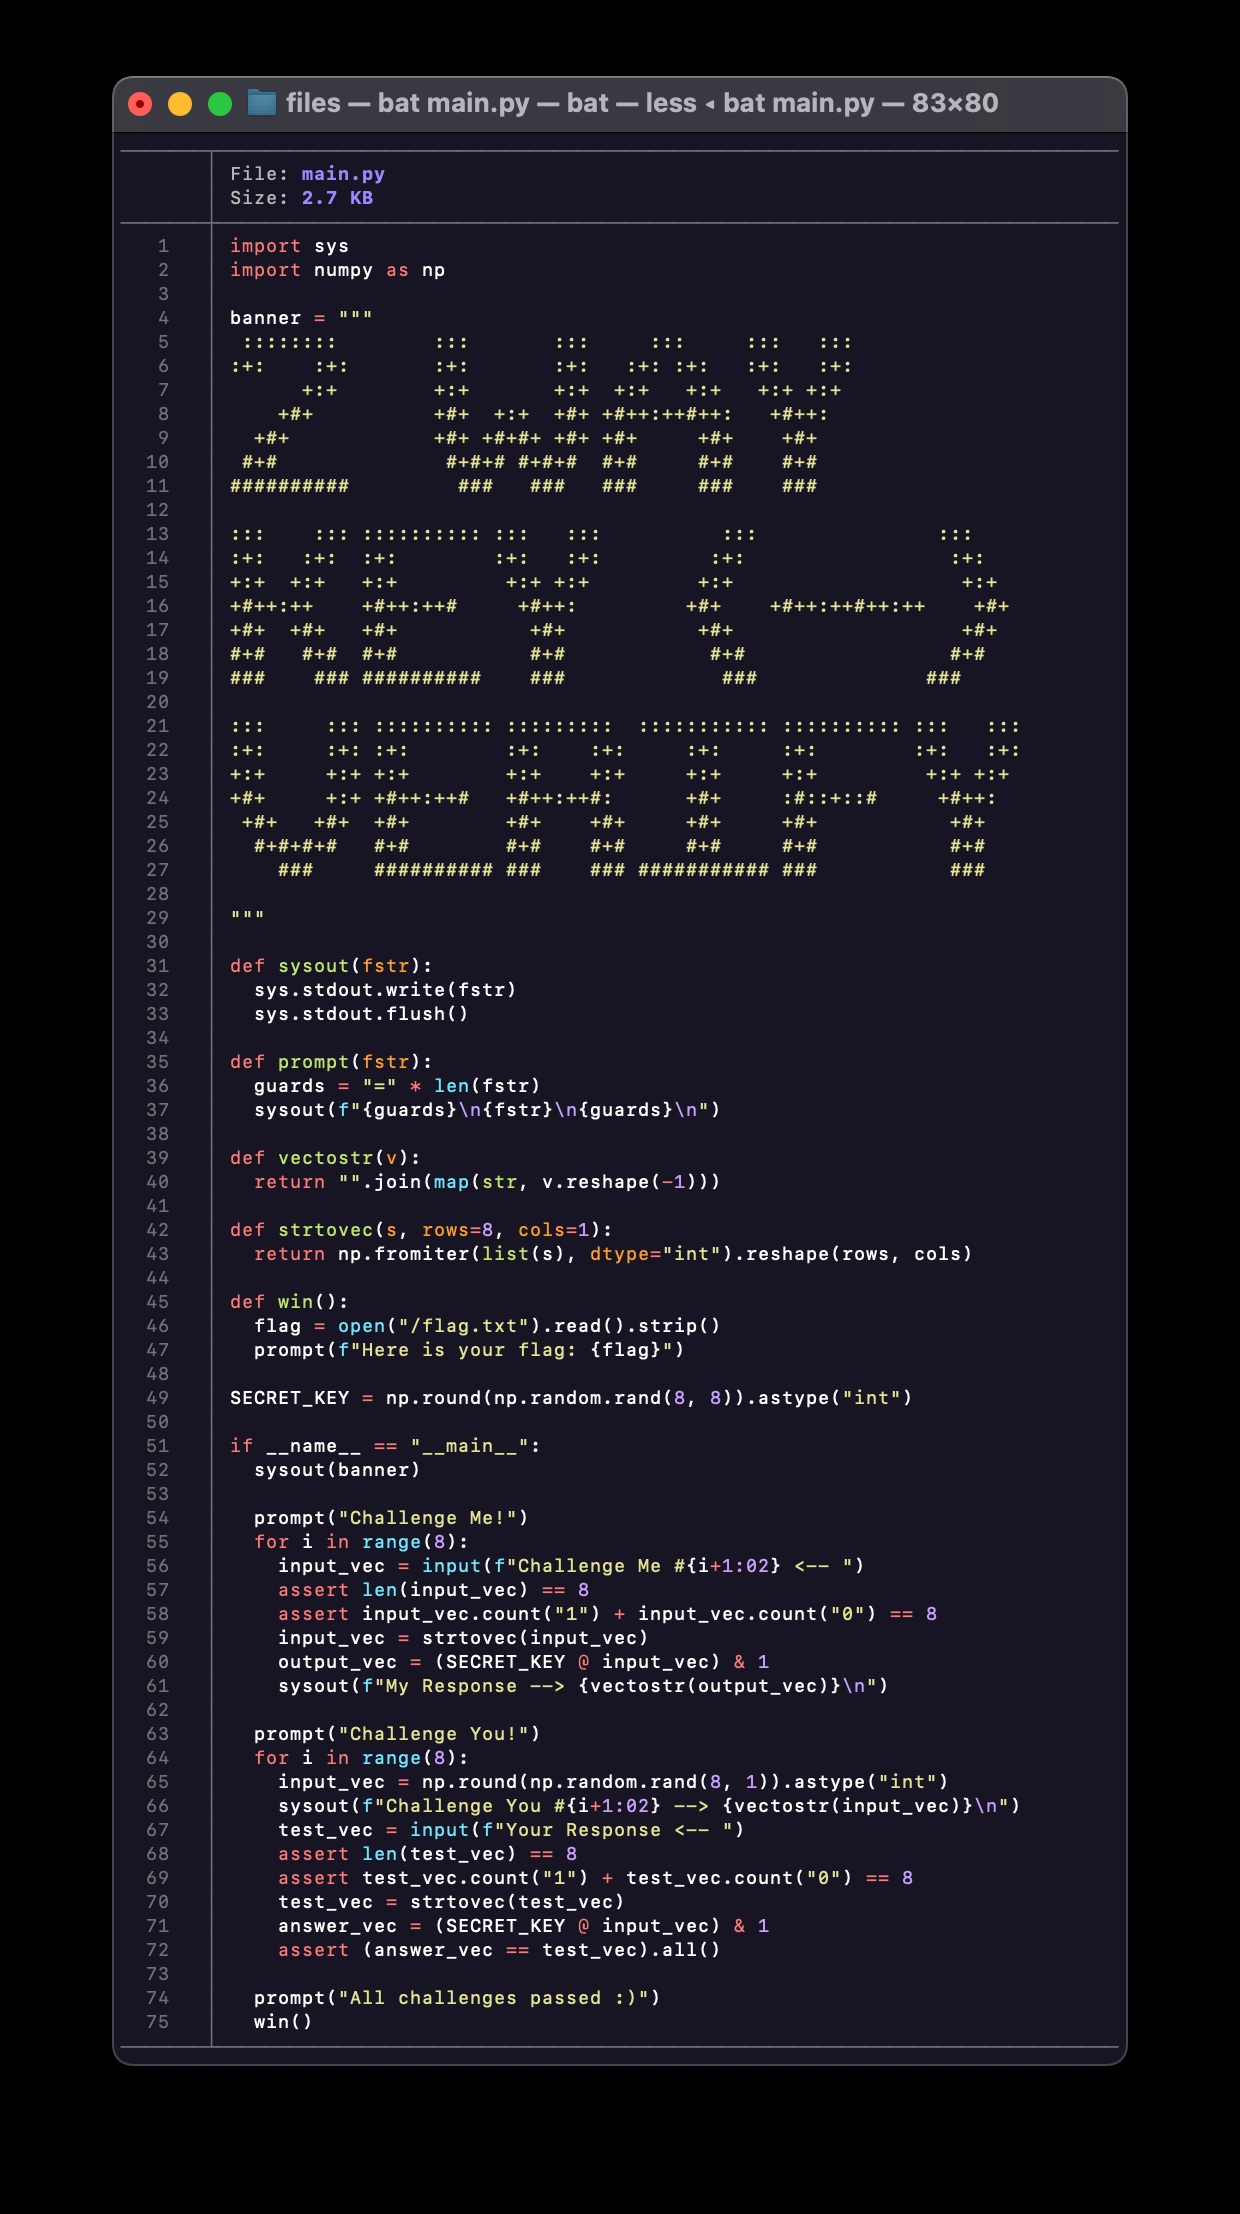 files — bat main.py — bat — less ◂ bat main.py — 83×80
File: main.py
Size: 2.7 KB
1 import sys
2 import numpy as np
3
4 banner = """
5  ::::::::        :::       :::     :::     :::   :::
6 :+:    :+:       :+:       :+:   :+: :+:   :+:   :+:
7       +:+        +:+       +:+  +:+   +:+   +:+ +:+
8     +#+          +#+  +:+  +#+ +#++:++#++:   +#++:
9   +#+            +#+ +#+#+ +#+ +#+     +#+    +#+
10  #+#              #+#+# #+#+#  #+#     #+#    #+#
11 ##########         ###   ###   ###     ###    ###
12
13 :::    ::: :::::::::: :::   :::          :::               :::
14 :+:   :+:  :+:        :+:   :+:         :+:                 :+:
15 +:+  +:+   +:+         +:+ +:+         +:+                   +:+
16 +#++:++    +#++:++#     +#++:         +#+    +#++:++#++:++    +#+
17 +#+  +#+   +#+           +#+           +#+                   +#+
18 #+#   #+#  #+#           #+#            #+#                 #+#
19 ###    ### ##########    ###             ###              ###
20
21 :::     ::: :::::::::: :::::::::  ::::::::::: :::::::::: :::   :::
22 :+:     :+: :+:        :+:    :+:     :+:     :+:        :+:   :+:
23 +:+     +:+ +:+        +:+    +:+     +:+     +:+         +:+ +:+
24 +#+     +:+ +#++:++#   +#++:++#:      +#+     :#::+::#     +#++:
25  +#+   +#+  +#+        +#+    +#+     +#+     +#+           +#+
26   #+#+#+#   #+#        #+#    #+#     #+#     #+#           #+#
27     ###     ########## ###    ### ########### ###           ###
28
29 """
30
31 def sysout(fstr):
32   sys.stdout.write(fstr)
33   sys.stdout.flush()
34
35 def prompt(fstr):
36   guards = "=" * len(fstr)
37   sysout(f"{guards}\n{fstr}\n{guards}\n")
38
39 def vectostr(v):
40   return "".join(map(str, v.reshape(-1)))
41
42 def strtovec(s, rows=8, cols=1):
43   return np.fromiter(list(s), dtype="int").reshape(rows, cols)
44
45 def win():
46   flag = open("/flag.txt").read().strip()
47   prompt(f"Here is your flag: {flag}")
48
49 SECRET_KEY = np.round(np.random.rand(8, 8)).astype("int")
50
51 if __name__ == "__main__":
52   sysout(banner)
53
54   prompt("Challenge Me!")
55   for i in range(8):
56     input_vec = input(f"Challenge Me #{i+1:02} <-- ")
57     assert len(input_vec) == 8
58     assert input_vec.count("1") + input_vec.count("0") == 8
59     input_vec = strtovec(input_vec)
60     output_vec = (SECRET_KEY @ input_vec) & 1
61     sysout(f"My Response --> {vectostr(output_vec)}\n")
62
63   prompt("Challenge You!")
64   for i in range(8):
65     input_vec = np.round(np.random.rand(8, 1)).astype("int")
66     sysout(f"Challenge You #{i+1:02} --> {vectostr(input_vec)}\n")
67     test_vec = input(f"Your Response <-- ")
68     assert len(test_vec) == 8
69     assert test_vec.count("1") + test_vec.count("0") == 8
70     test_vec = strtovec(test_vec)
71     answer_vec = (SECRET_KEY @ input_vec) & 1
72     assert (answer_vec == test_vec).all()
73
74   prompt("All challenges passed :)")
75   win()